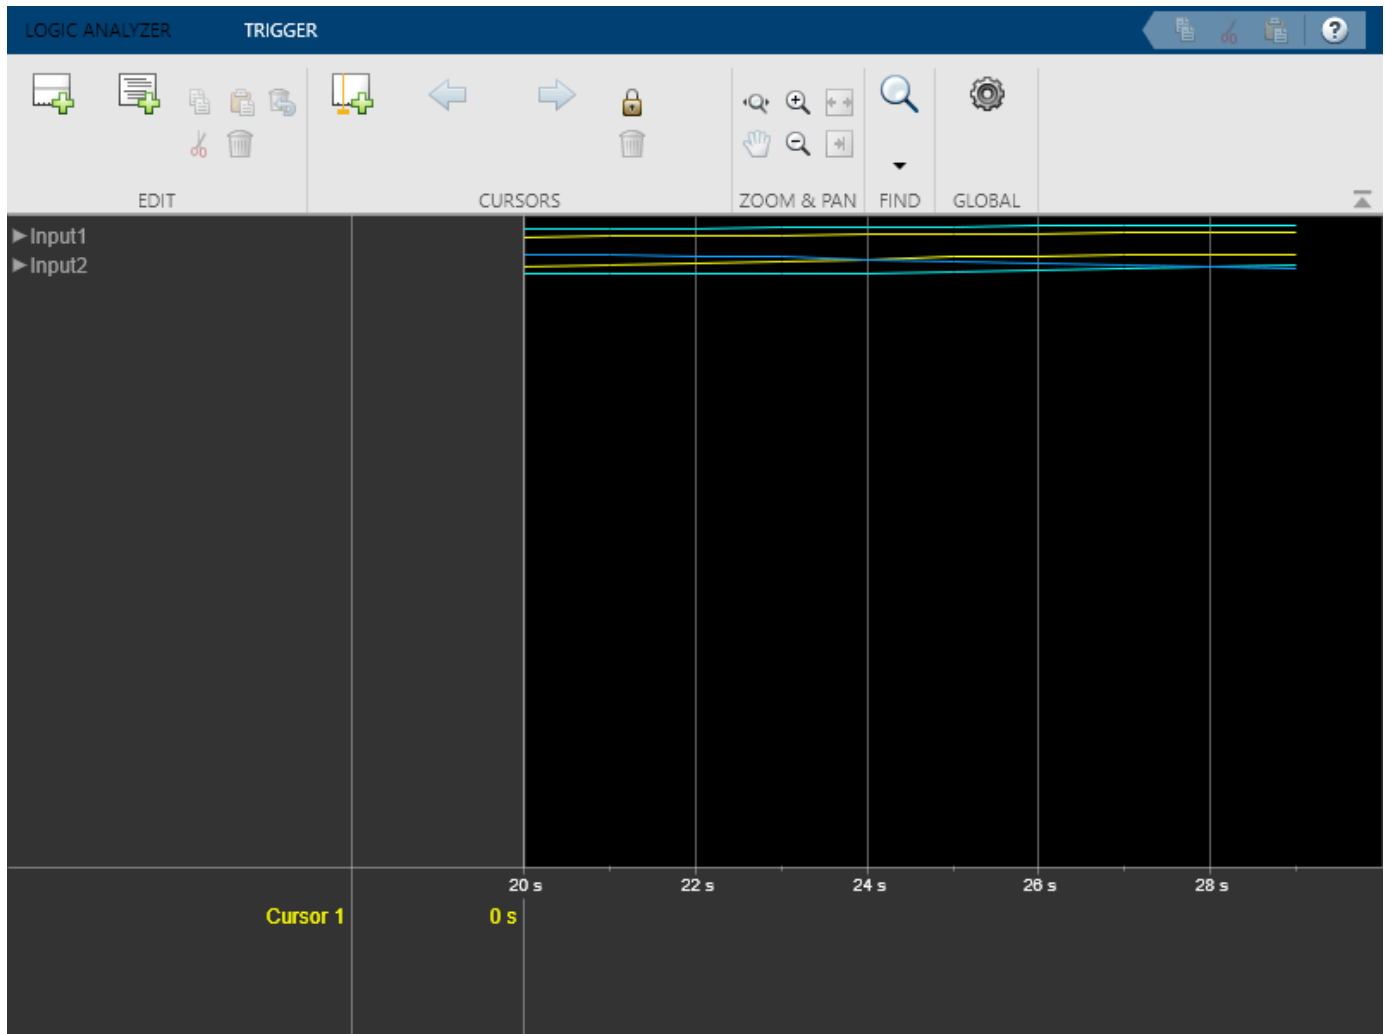 LOGIC ANALYZER TRIGGER
EDIT CURSORS ZOOM & PAN FIND GLOBAL
Input1
Input2
20 s 22 s 24 s 26 s 28 s
Cursor 1 0 s